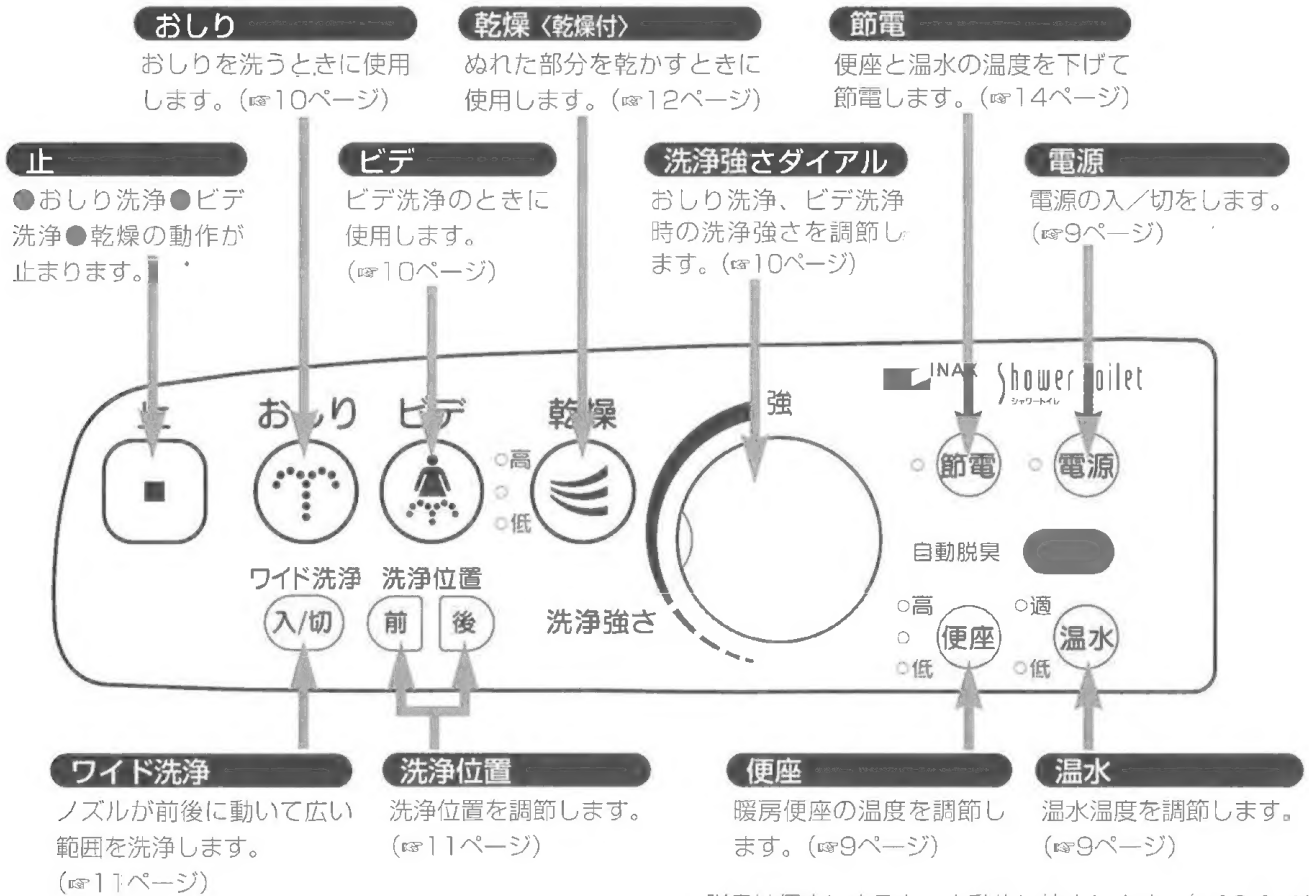 おしり
おしりを洗うときに使用
します。(☞10ページ)
乾燥〈乾燥付〉
ぬれた部分を乾かすときに
使用します。(☞12ページ)
節電
便座と温水の温度を下げて
節電します。(☞14ページ)
止
●おしり洗浄●ビデ
洗浄●乾燥の動作が
止まります。
ビデ
ビデ洗浄のときに
使用します。
(☞10ページ)
洗浄強さダイアル
おしり洗浄、ビデ洗浄
時の洗浄強さを調節し
ます。(☞10ページ)
電源
電源の入/切をします。
(☞9ページ)
INAX Shower Toilet
シャワートイレ
止
おしり
ビデ
乾燥
高
低
強
洗浄強さ
節電
電源
自動脱臭
ワイド洗浄
入/切
洗浄位置
前
後
高
低
便座
適
低
温水
ワイド洗浄
ノズルが前後に動いて広い
範囲を洗浄します。
(☞11ページ)
洗浄位置
洗浄位置を調節します。
(☞11ページ)
便座
暖房便座の温度を調節し
ます。(☞9ページ)
温水
温水温度を調節します。
(☞9ページ)